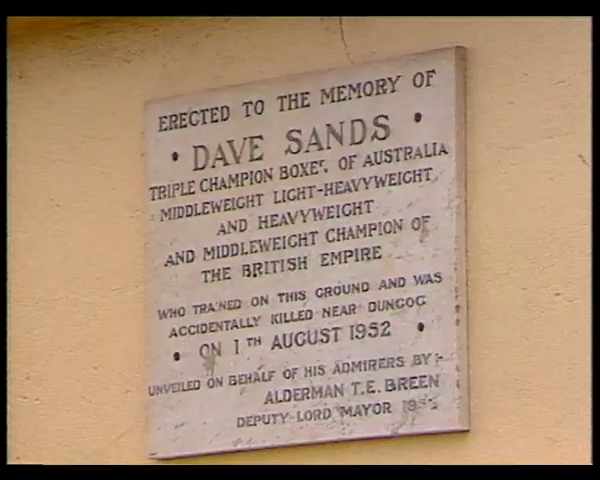 ERECTED TO THE MEMORY OF
• DAVE SANDS •
TRIPLE CHAMPION BOXER OF AUSTRALIA
MIDDLEWEIGHT LIGHT-HEAVYWEIGHT
AND HEAVYWEIGHT
AND MIDDLEWEIGHT CHAMPION OF
THE BRITISH EMPIRE
WHO TRAINED ON THIS GROUND AND WAS
ACCIDENTALLY KILLED NEAR DUNGOG
• ON 1TH AUGUST 1952 •
UNVEILED ON BEHALF OF HIS ADMIRERS BY:-
ALDERMAN T.E. BREEN
DEPUTY-LORD MAYOR